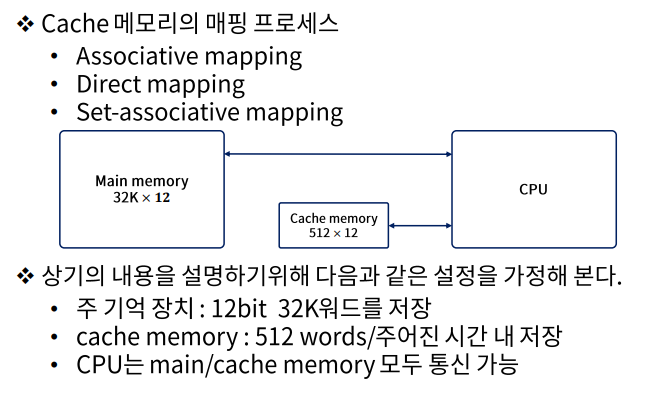 ❖ Cache 메모리의 매핑 프로세스
• Associative mapping
• Direct mapping
• Set-associative mapping
Main memory
32K × 12
CPU
Cache memory
512 × 12
❖ 상기의 내용을 설명하기위해 다음과 같은 설정을 가정해 본다.
• 주 기억 장치 : 12bit 32K워드를 저장
• cache memory : 512 words/주어진 시간 내 저장
• CPU는 main/cache memory 모두 통신 가능